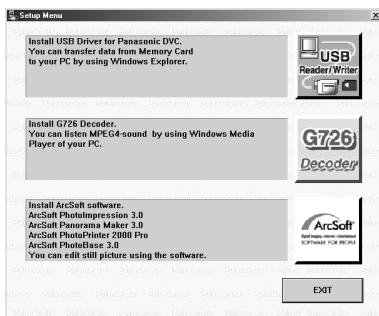 Setup Menu
Install USB Driver for Panasonic DVC.
You can transfer data from Memory Card
to your PC by using Windows Explorer.
USB
Reader/Writer
Install G726 Decoder.
You can listen MPEG4-sound by using Windows Media
Player of your PC.
G726
Decoder
Install ArcSoft software.
ArcSoft PhotoImpression 3.0
ArcSoft Panorama Maker 3.0
ArcSoft PhotoPrinter 2000 Pro
ArcSoft PhotoBase 3.0
You can edit still picture using the software.
ArcSoft
Digital Imaging - Internet - Entertainment
SOFTWARE FOR PEOPLE
EXIT